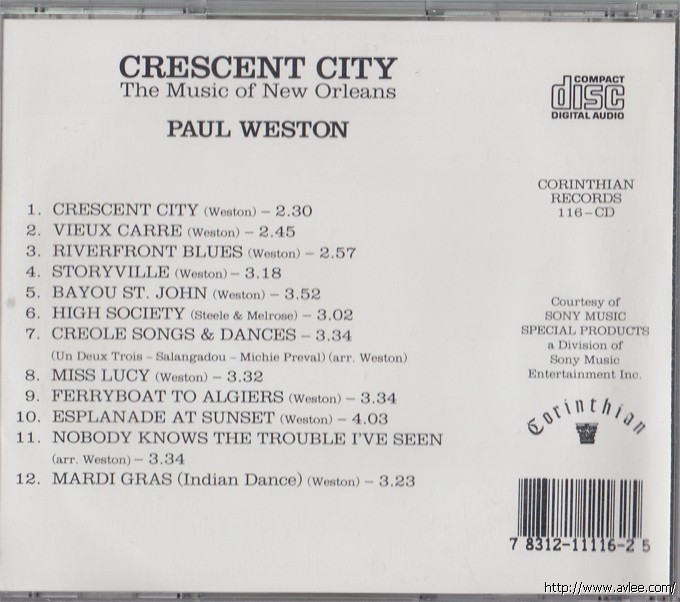 CRESCENT CITY
The Music of New Orleans
PAUL WESTON
COMPACT
disc
DIGITAL AUDIO
CORINTHIAN
RECORDS
116-CD
1. CRESCENT CITY (Weston) – 2.30
2. VIEUX CARRE (Weston) – 2.45
3. RIVERFRONT BLUES (Weston) – 2.57
4. STORYVILLE (Weston) – 3.18
5. BAYOU ST. JOHN (Weston) – 3.52
6. HIGH SOCIETY (Steele & Melrose) – 3.02
7. CREOLE SONGS & DANCES – 3.34
(Un Deux Trois – Salangadou – Michie Preval) (arr. Weston)
8. MISS LUCY (Weston) – 3.32
9. FERRYBOAT TO ALGIERS (Weston) – 3.34
10. ESPLANADE AT SUNSET (Weston) – 4.03
11. NOBODY KNOWS THE TROUBLE I'VE SEEN
(arr. Weston) – 3.34
12. MARDI GRAS (Indian Dance) (Weston) – 3.23
Courtesy of
SONY MUSIC
SPECIAL PRODUCTS
a Division of
Sony Music
Entertainment Inc.
Corinthian
7 8312-11116-2 5
http://www.avlee.com/